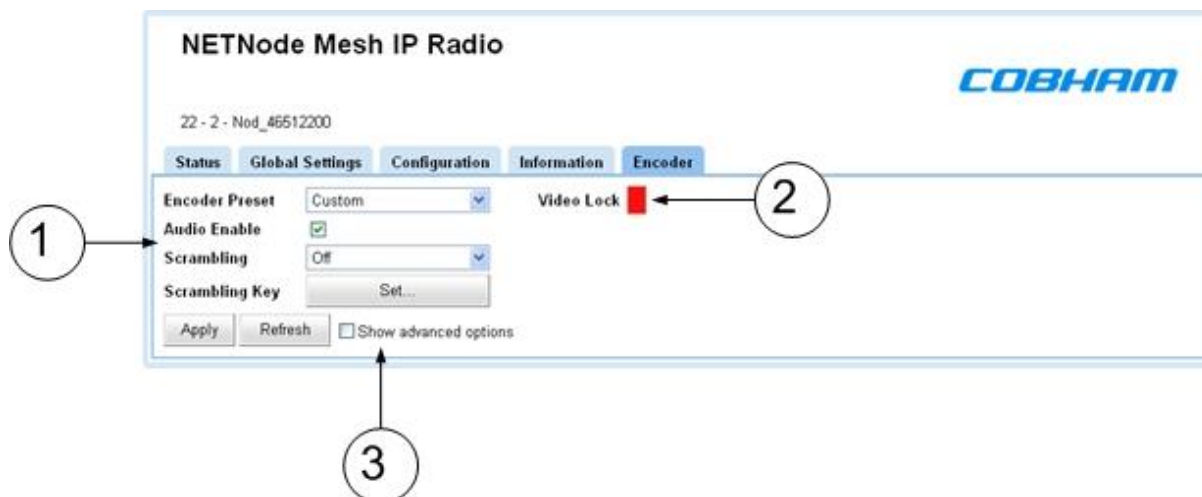 NETNode Mesh IP Radio
COBHAM
22 - 2 - Nod_46512200
Status Global Settings Configuration Information Encoder
Encoder Preset Custom Video Lock 2
Audio Enable
1
Scrambling Off
Scrambling Key Set...
Apply Refresh Show advanced options
3